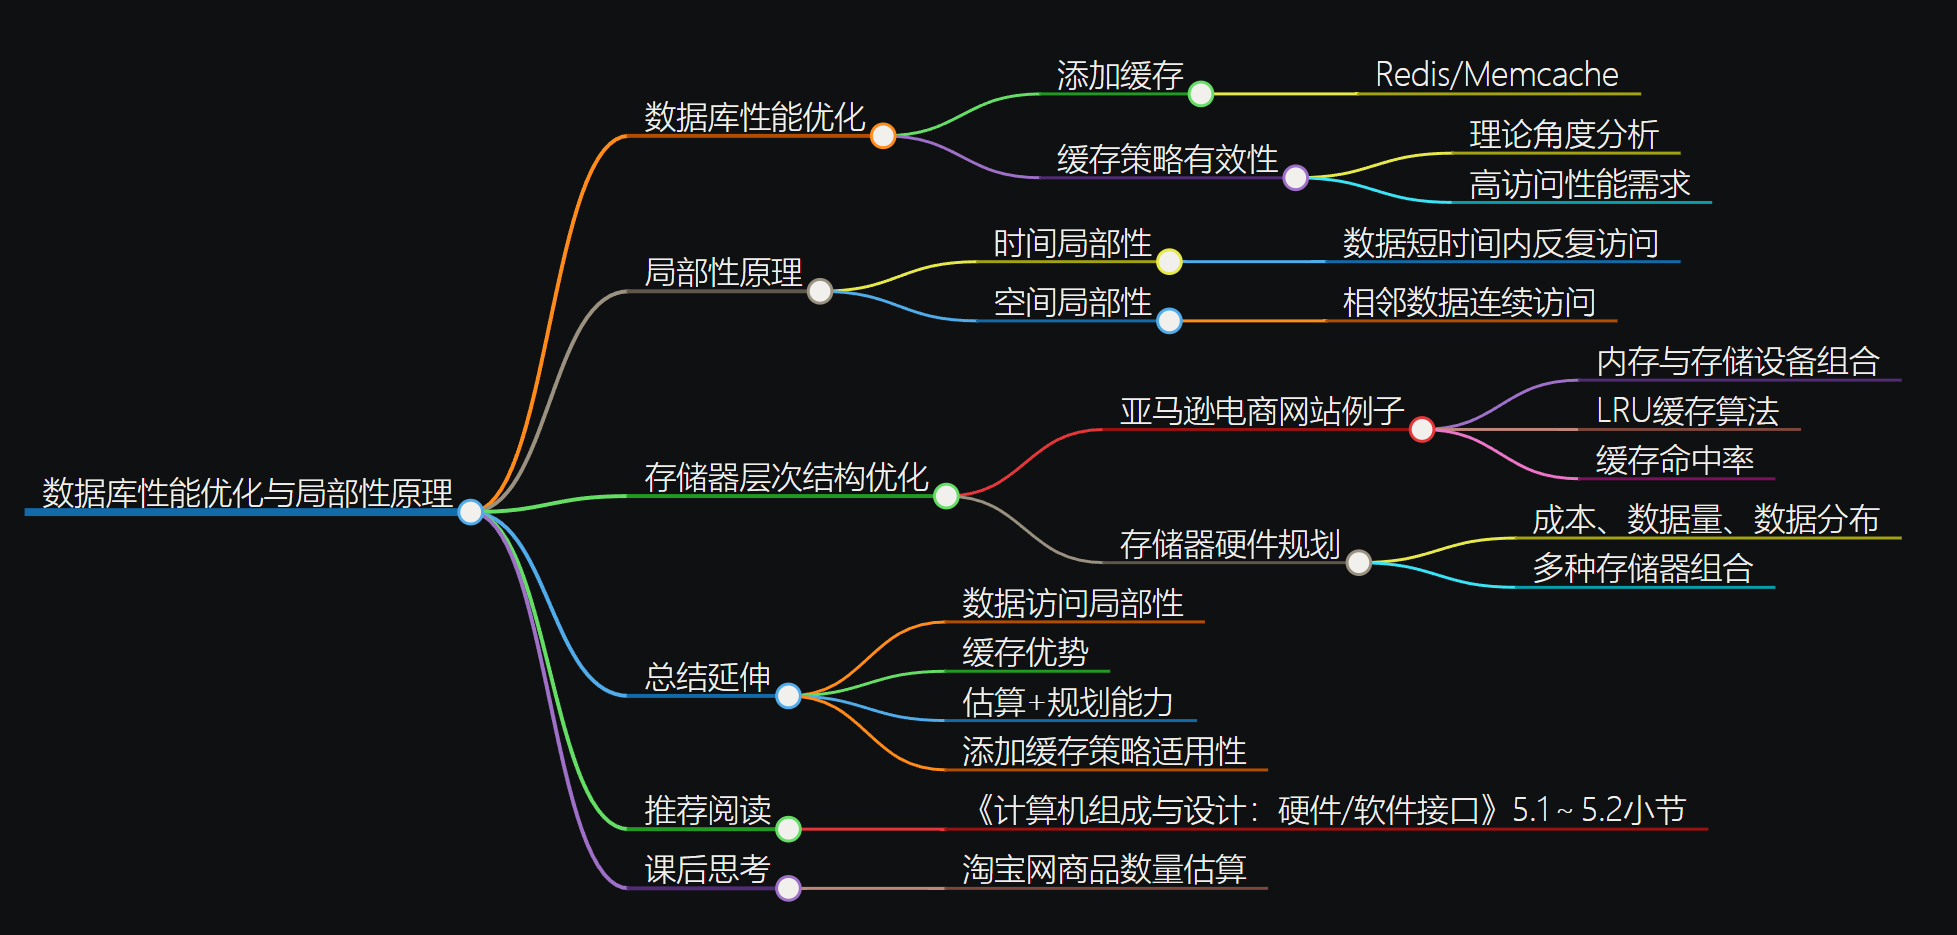 数据库性能优化与局部性原理
数据库性能优化
添加缓存
Redis/Memcache
缓存策略有效性
理论角度分析
高访问性能需求
局部性原理
时间局部性
数据短时间内反复访问
空间局部性
相邻数据连续访问
存储器层次结构优化
亚马逊电商网站例子
内存与存储设备组合
LRU缓存算法
缓存命中率
存储器硬件规划
成本、数据量、数据分布
多种存储器组合
总结延伸
数据访问局部性
缓存优势
估算+规划能力
添加缓存策略适用性
推荐阅读
《计算机组成与设计：硬件/软件接口》5.1～5.2小节
课后思考
淘宝网商品数量估算